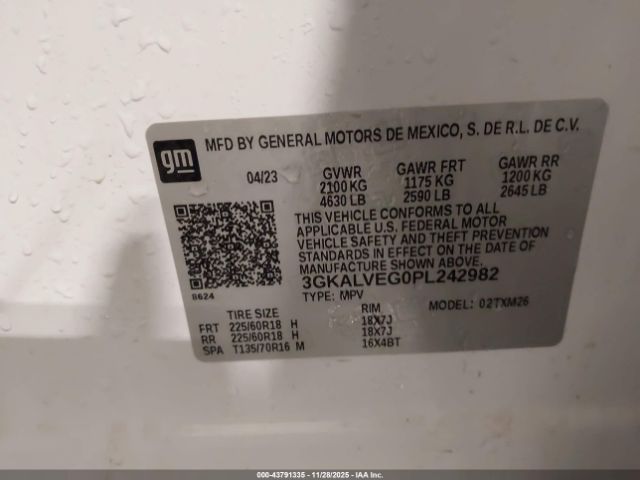 gm
MFD BY GENERAL MOTORS DE MEXICO, S. DE R.L. DE C.V.
04/23 GVWR GAWR FRT GAWR RR
2100 KG 1175 KG 1200 KG
4630 LB 2590 LB 2645 LB
THIS VEHICLE CONFORMS TO ALL
APPLICABLE U.S. FEDERAL MOTOR
VEHICLE SAFETY AND THEFT PREVENTION
STANDARDS IN EFFECT ON THE DATE OF
MANUFACTURE SHOWN ABOVE.
3GKALVEG0PL242982
8624
TYPE: MPV MODEL: 02TXM26
TIRE SIZE RIM
FRT 225/60R18 H 18X7J
RR 225/60R18 H 18X7J
SPA T135/70R16 M 16X4BT
000-43791335 - 11/28/2025 - IAA Inc.